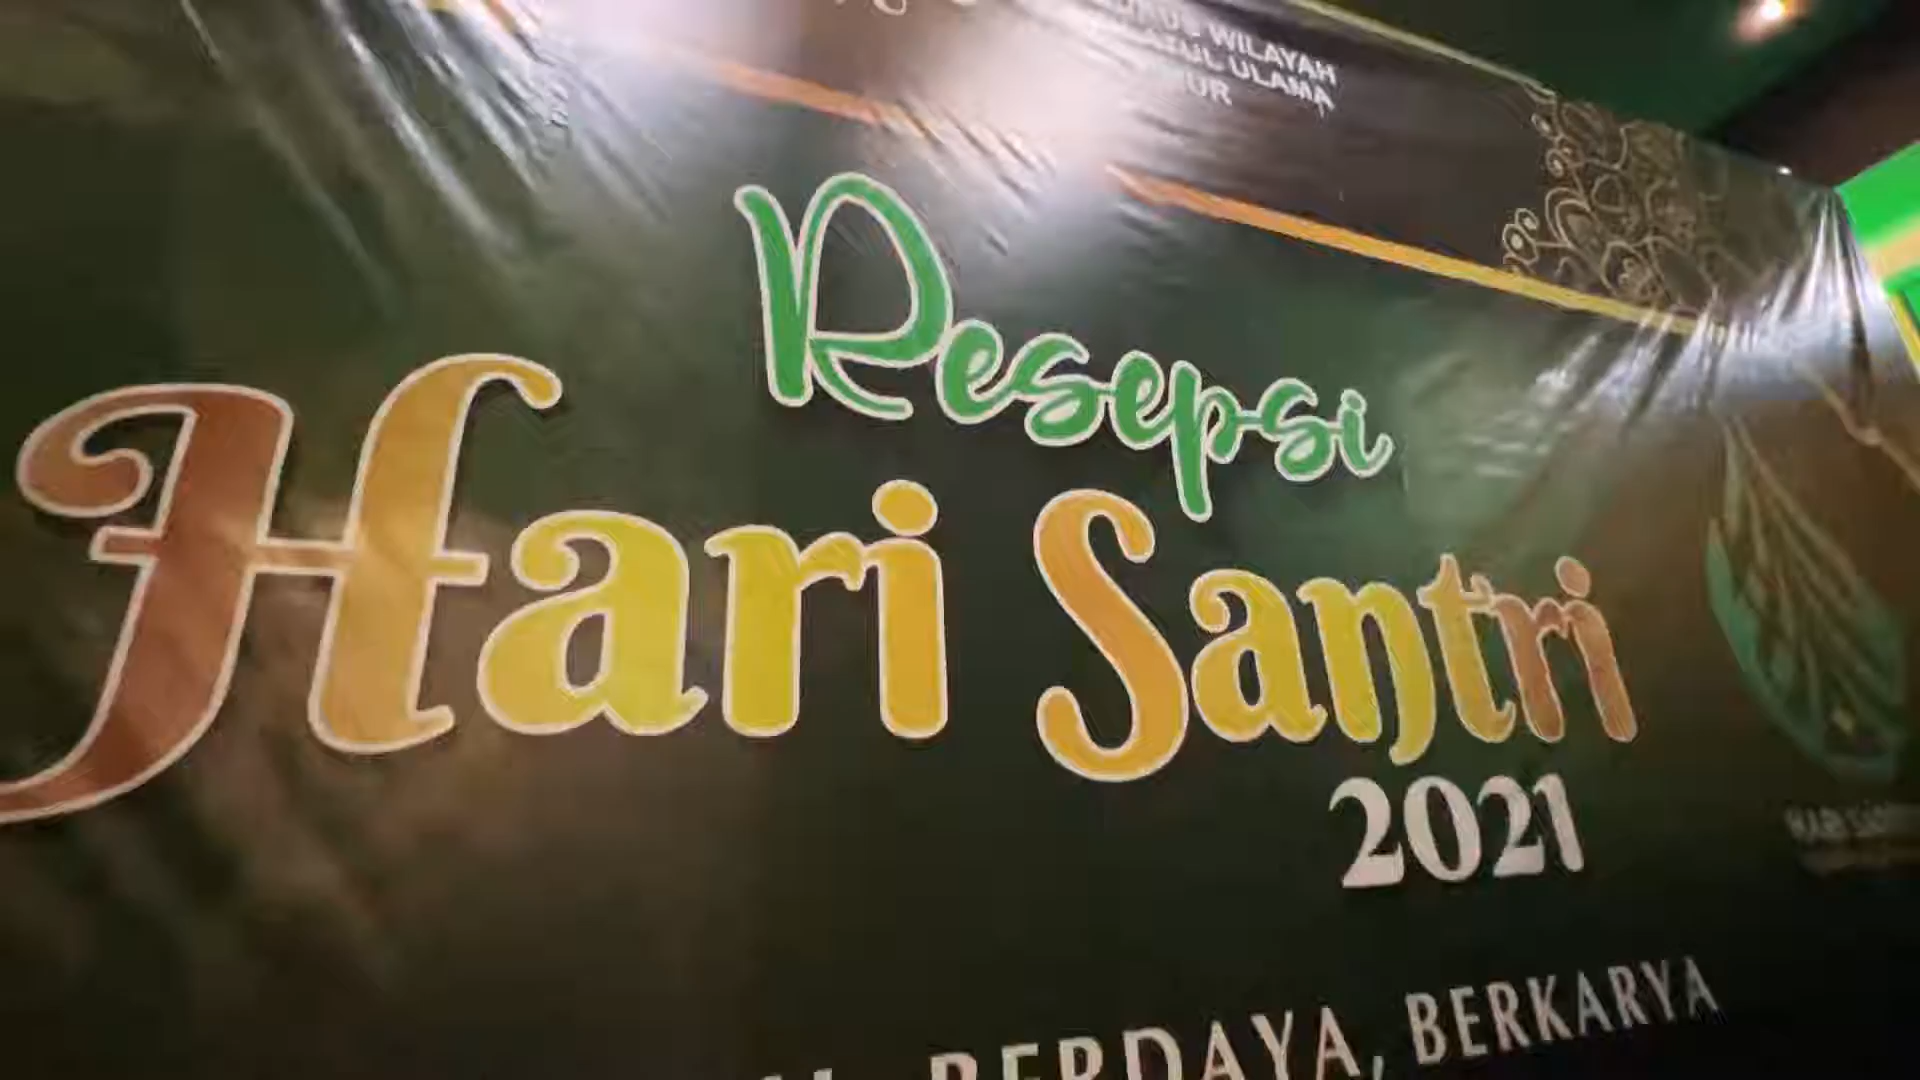 WILAYAH
ULAMA
Resepsi
Hari Santri
2021
BERDAYA, BERKARYA